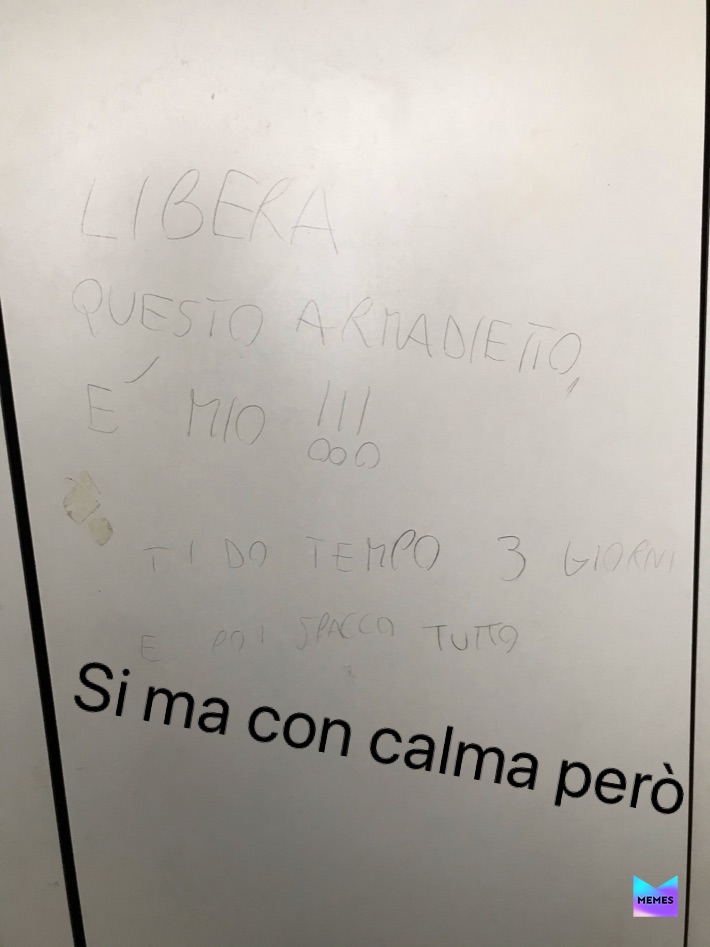 LIBERA
QUESTO ARMADIETTO,
E' MIO !!!
TI DO TEMPO 3 GIORNI
E POI SPACCO TUTTO
Si ma con calma però
MEMES